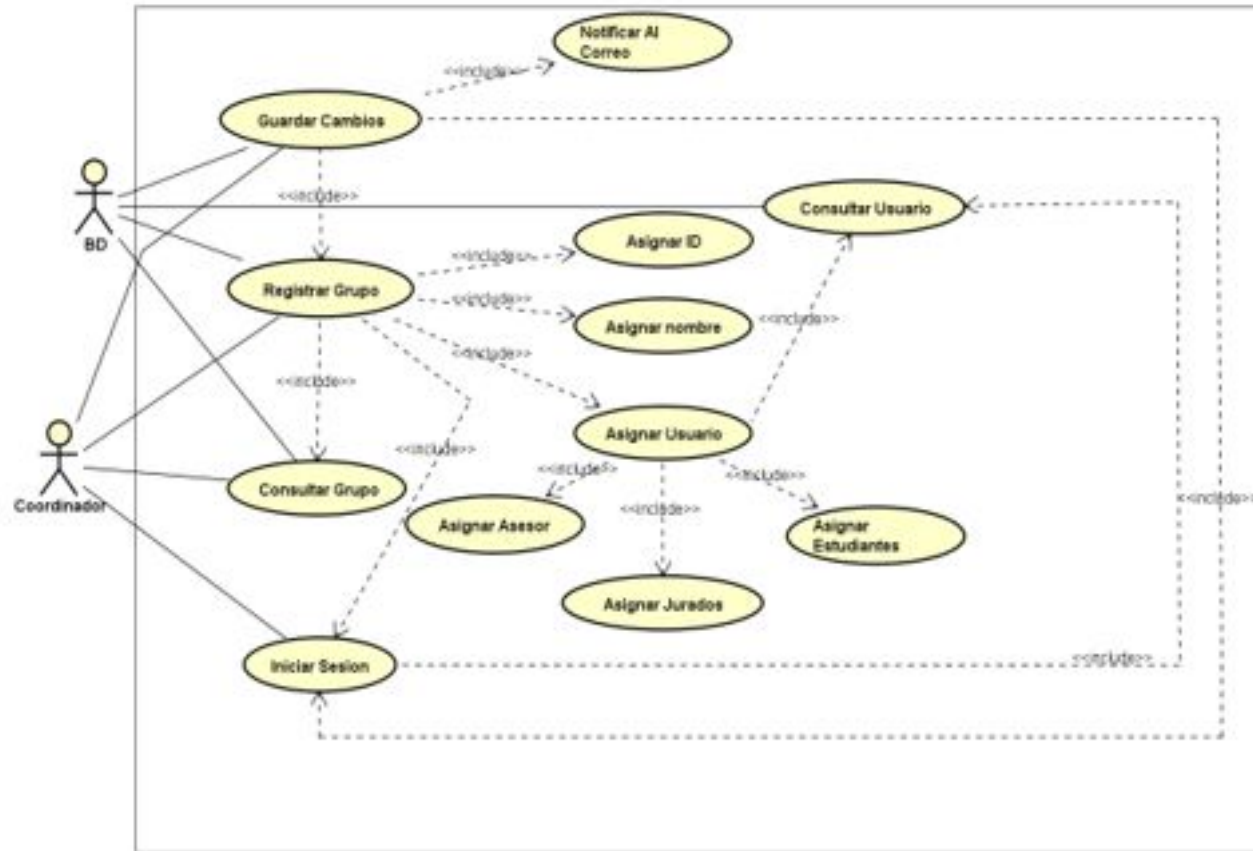 Notificar Al
Correo
<<include>>
Guardar Cambios
<<include>>
Consultar Usuario
BD
Asignar ID
<<include>>
Registrar Grupo
<<include>>
Asignar nombre
<<include>>
<<include>>
<<include>>
Asignar Usuario
<<include>>
<<include>>
<<include>>
Consultar Grupo
<<include>>
Coordinador
<<include>>
Asignar Asesor
Asignar
Estudiantes
Asignar Jurados
Iniciar Sesion
<<include>>